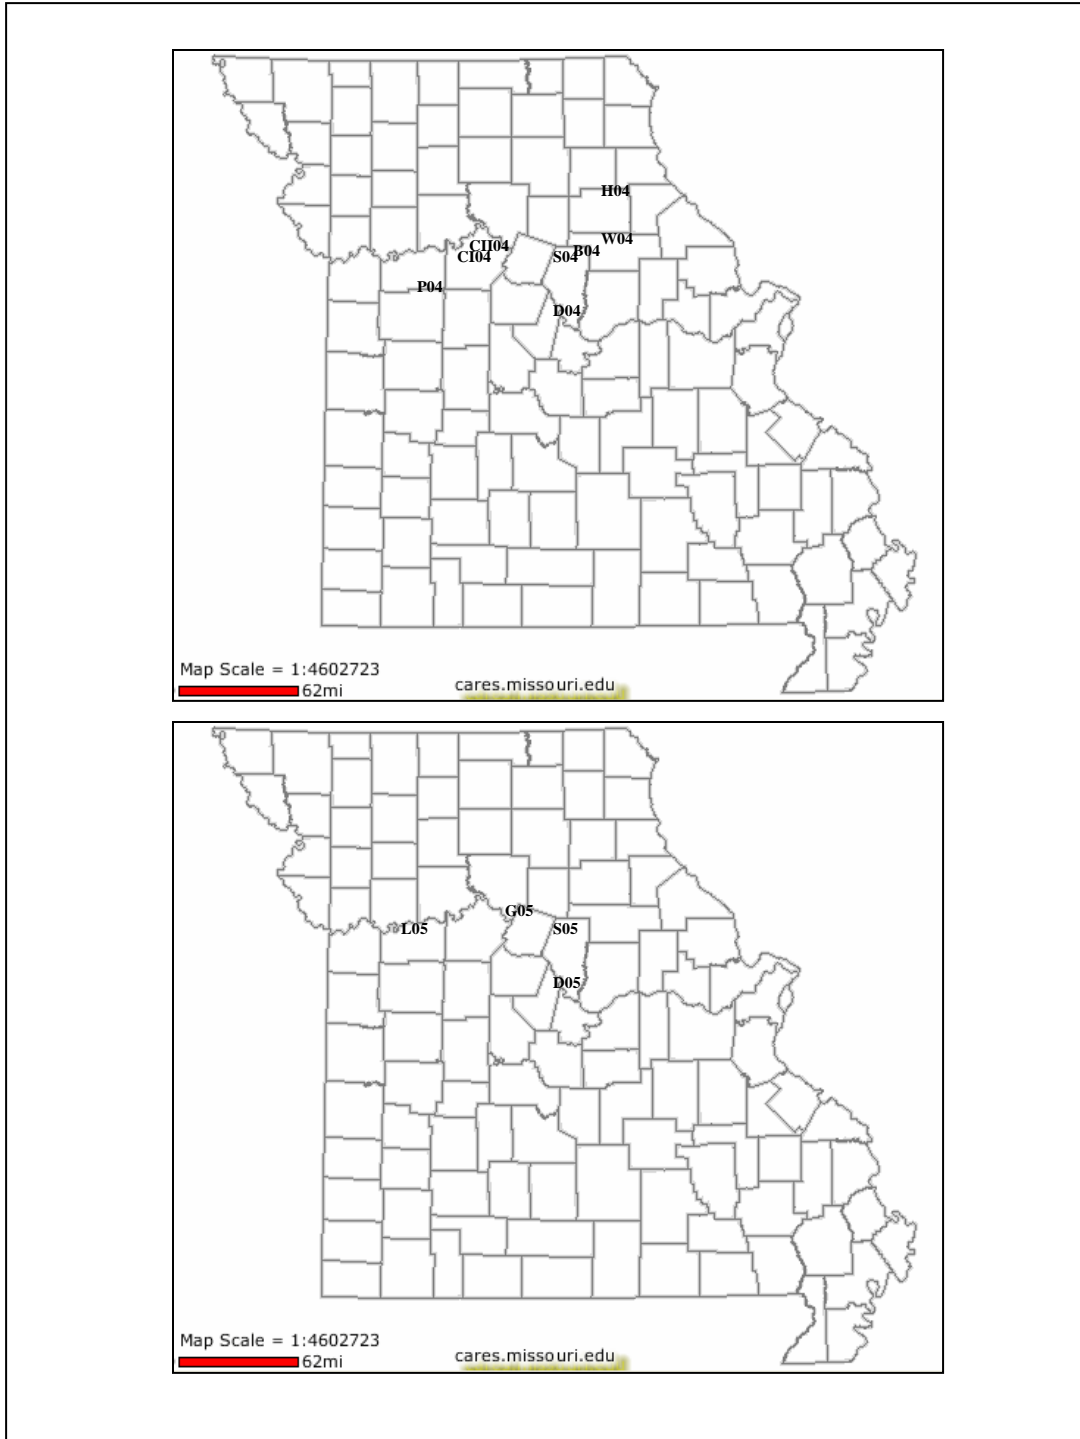 H04
W04
CII04
B04
CI04
S04
P04
D04
Map Scale = 1:4602723
62mi
cares.missouri.edu
G05
L05
S05
D05
Map Scale = 1:4602723
62mi
cares.missouri.edu